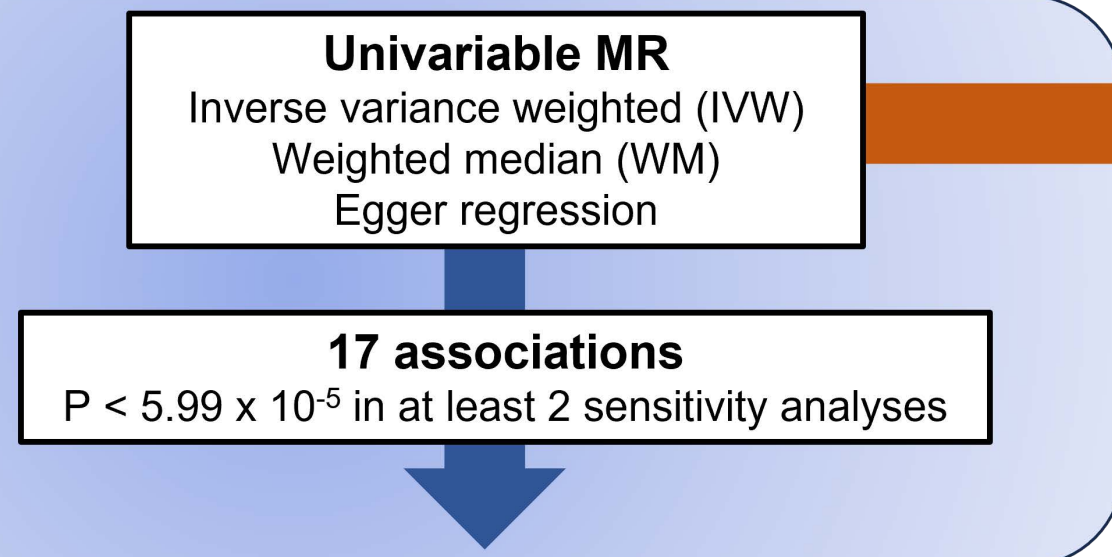 Univariable MR
Inverse variance weighted (IVW)
Weighted median (WM)
Egger regression
17 associations
P < 5.99 x 10⁻⁵ in at least 2 sensitivity analyses